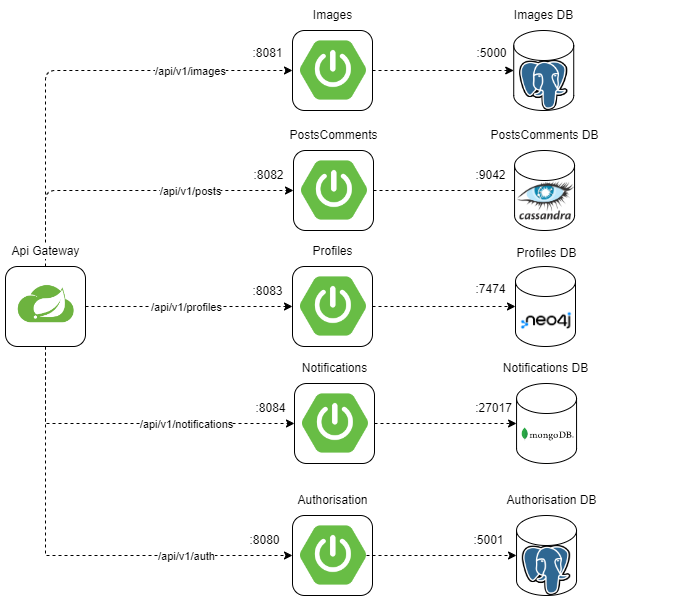 Images
Images DB
:8081
:5000
/api/v1/images
PostsComments
PostsComments DB
:8082
:9042
/api/v1/posts
cassandra
Api Gateway
Profiles
Profiles DB
:8083
:7474
/api/v1/profiles
neo4j
Notifications
Notifications DB
:8084
:27017
/api/v1/notifications
mongoDB.
Authorisation
Authorisation DB
:8080
:5001
/api/v1/auth